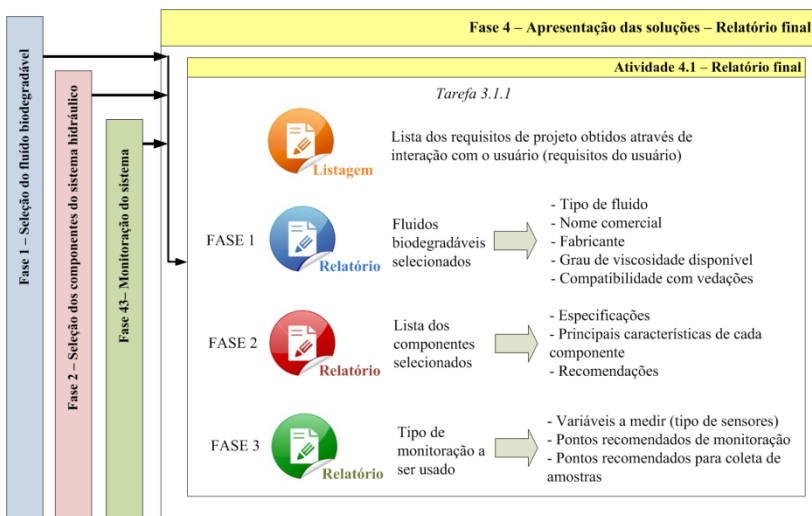 Fase 1 – Seleção do fluído biodegradável
Fase 2 – Seleção dos componentes do sistema hidráulico
Fase 43– Monitoração do sistema
Fase 4 – Apresentação das soluções – Relatório final
Atividade 4.1 – Relatório final
Tarefa 3.1.1
Listagem
Lista dos requisitos de projeto obtidos através de
interação com o usuário (requisitos do usuário)
FASE 1
Relatório
Fluidos
biodegradáveis
selecionados
- Tipo de fluido
- Nome comercial
- Fabricante
- Grau de viscosidade disponível
- Compatibilidade com vedações
FASE 2
Relatório
Lista dos
componentes
selecionados
- Especificações
- Principais características de cada
componente
- Recomendações
FASE 3
Relatório
Tipo de
monitoração a
ser usado
- Variáveis a medir (tipo de sensores)
- Pontos recomendados de monitoração
- Pontos recomendados para coleta de
amostras